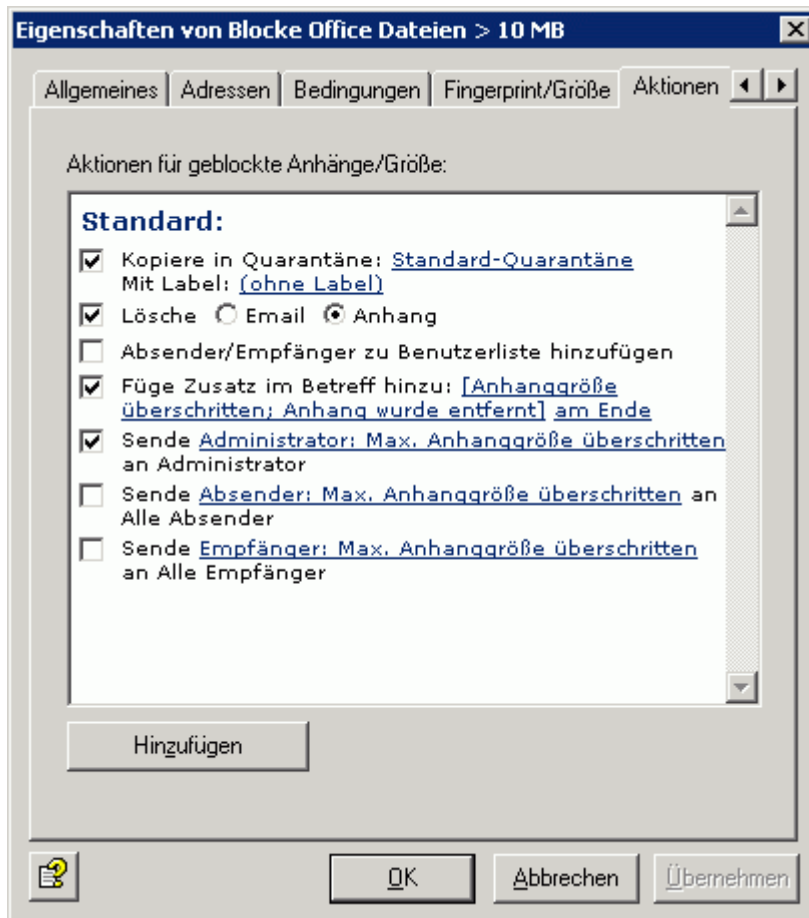 Eigenschaften von Blocke Office Dateien > 10 MB
Allgemeines Adressen Bedingungen Fingerprint/Größe Aktionen
Aktionen für geblockte Anhänge/Größe:
Standard:
Kopiere in Quarantäne: Standard-Quarantäne
Mit Label: (ohne Label)
Lösche Email Anhang
Absender/Empfänger zu Benutzerliste hinzufügen
Füge Zusatz im Betreff hinzu: [Anhanggröße
überschritten; Anhang wurde entfernt] am Ende
Sende Administrator: Max. Anhanggröße überschritten
an Administrator
Sende Absender: Max. Anhanggröße überschritten an
Alle Absender
Sende Empfänger: Max. Anhanggröße überschritten
an Alle Empfänger
Hinzufügen
OK Abbrechen Übernehmen